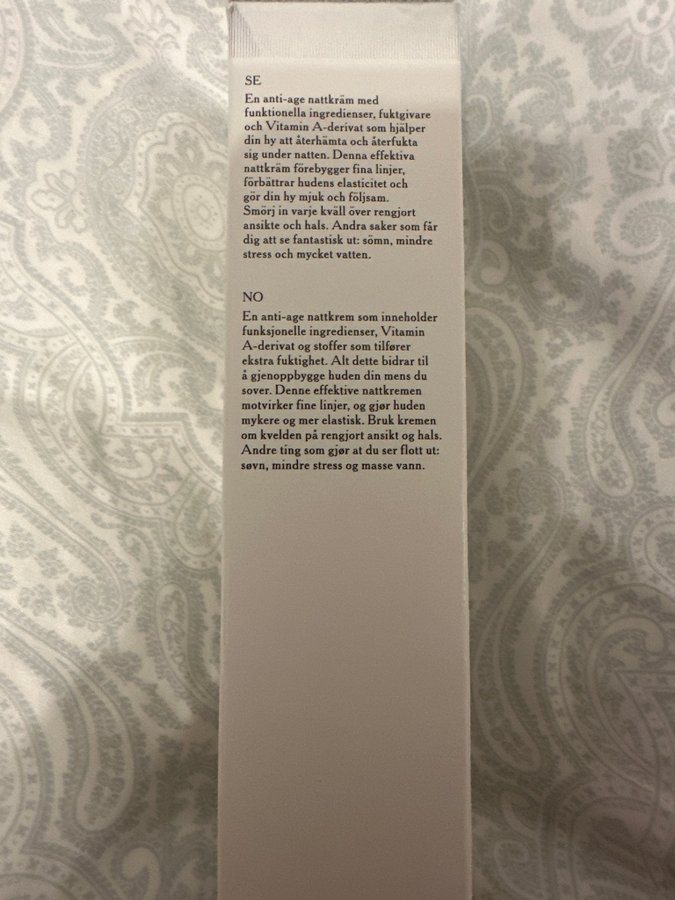 SE
En anti-age nattkräm med
funktionella ingredienser, fuktgivare
och Vitamin A-derivat som hjälper
din hy att återhämta och återfukta
sig under natten. Denna effektiva
nattkräm förebygger fina linjer,
förbättrar hudens elasticitet och
gör din hy mjuk och följsam.
Smörj in varje kväll över rengjort
ansikte och hals. Andra saker som får
dig att se fantastisk ut: sömn, mindre
stress och mycket vatten.
NO
En anti-age nattkrem som inneholder
funksjonelle ingredienser, Vitamin
A-derivat og stoffer som tilfører
ekstra fuktighet. Alt dette bidrar til
å gjenoppbygge huden din mens du
sover. Denne effektive nattkremen
motvirker fine linjer, og gjør huden
mykere og mer elastisk. Bruk kremen
om kvelden på rengjort ansikt og hals.
Andre ting som gjør at du ser flott ut:
søvn, mindre stress og masse vann.